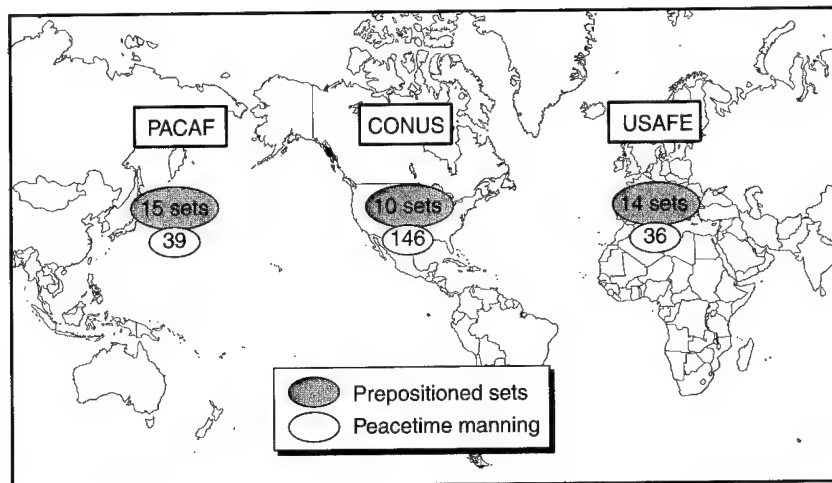 PACAF
CONUS
USAFE
15 sets
10 sets
14 sets
39
146
36
Prepositioned sets
Peacetime manning